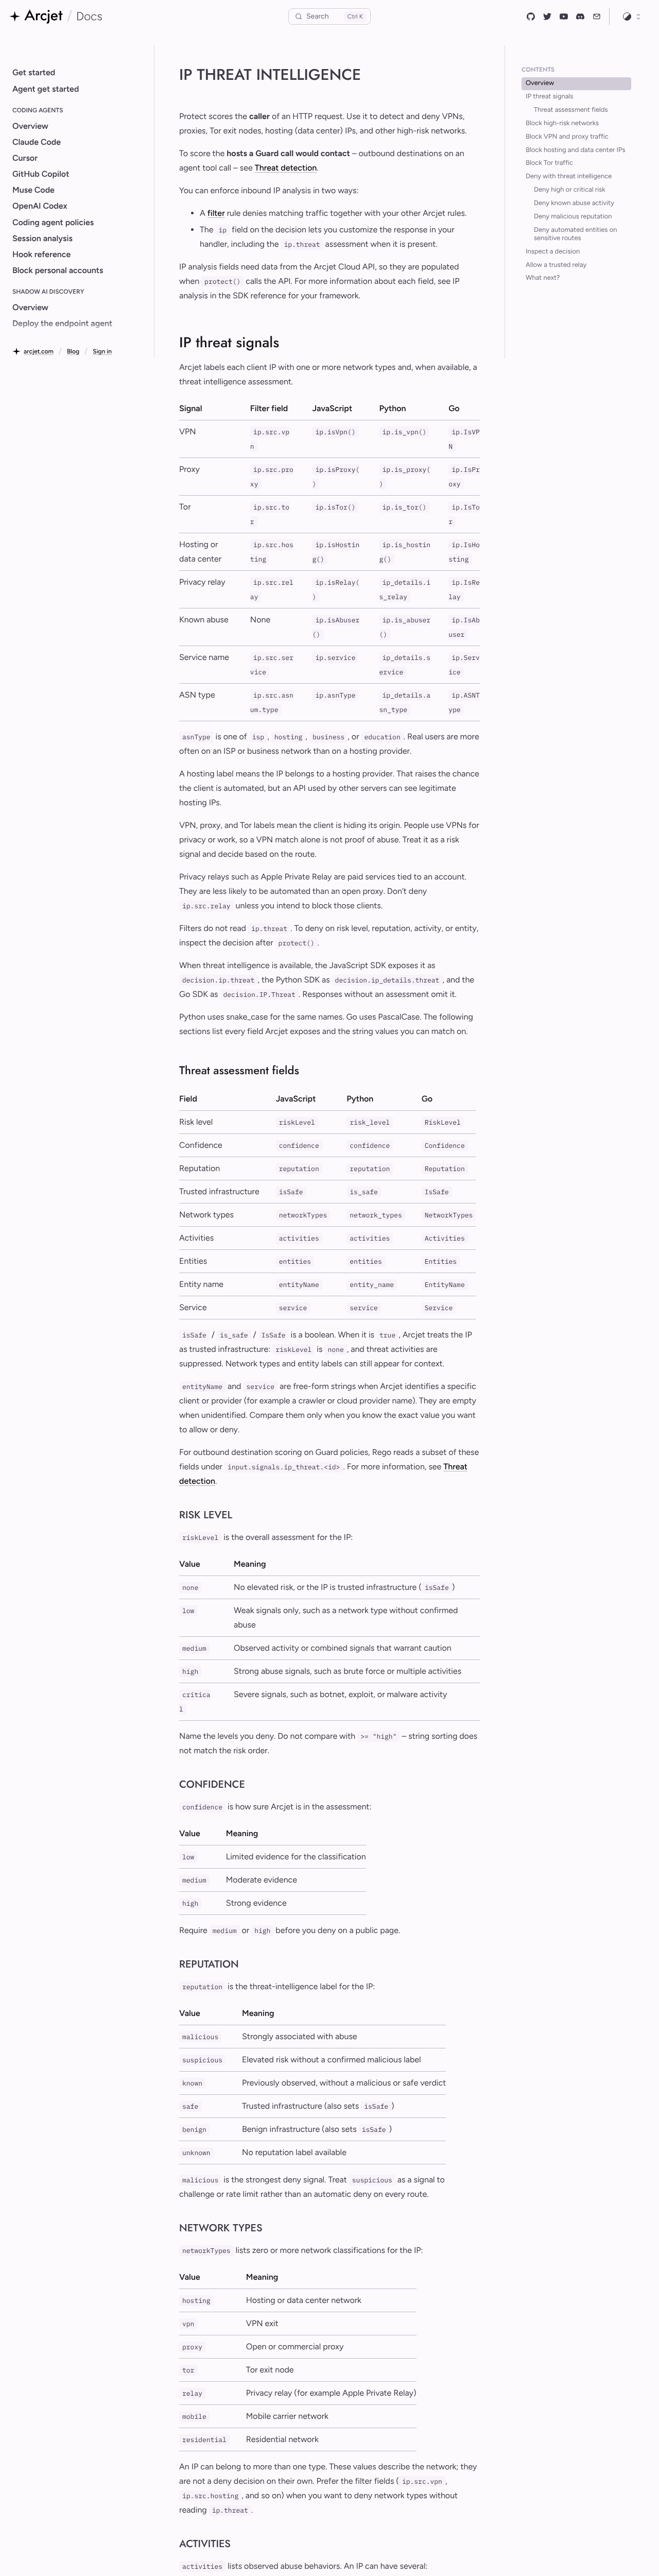 Arcjet / Docs
Search Ctrl K
Get started
Agent get started
CODING AGENTS
Overview
Claude Code
Cursor
GitHub Copilot
Muse Code
OpenAI Codex
Coding agent policies
Session analysis
Hook reference
Block personal accounts
SHADOW AI DISCOVERY
Overview
Deploy the endpoint agent
arcjet.com / Blog / Sign in
IP THREAT INTELLIGENCE
Protect scores the caller of an HTTP request. Use it to detect and deny VPNs,
proxies, Tor exit nodes, hosting (data center) IPs, and other high-risk networks.
To score the hosts a Guard call would contact – outbound destinations on an
agent tool call – see Threat detection.
You can enforce inbound IP analysis in two ways:
• A filter rule denies matching traffic together with your other Arcjet rules.
• The ip field on the decision lets you customize the response in your
handler, including the ip.threat assessment when it is present.
IP analysis fields need data from the Arcjet Cloud API, so they are populated
when protect() calls the API. For more information about each field, see IP
analysis in the SDK reference for your framework.
IP threat signals
Arcjet labels each client IP with one or more network types and, when available, a
threat intelligence assessment.
Signal Filter field JavaScript Python Go
VPN ip.src.vp ip.isVpn() ip.is_vpn() ip.IsVP
n N
Proxy ip.src.pro ip.isProxy( ip.is_proxy( ip.IsPr
xy ) ) oxy
Tor ip.src.to ip.isTor() ip.is_tor() ip.IsTo
r r
Hosting or ip.src.hos ip.isHostin ip.is_hostin ip.IsHo
data center ting g() g() sting
Privacy relay ip.src.rel ip.isRelay( ip_details.i ip.IsRe
ay ) s_relay lay
Known abuse None ip.isAbuser ip.is_abuser ip.IsAb
() () user
Service name ip.src.ser ip.service ip_details.s ip.Serv
vice ervice ice
ASN type ip.src.asn ip.asnType ip_details.a ip.ASNT
um.type sn_type ype
asnType is one of isp, hosting, business, or education. Real users are more
often on an ISP or business network than on a hosting provider.
A hosting label means the IP belongs to a hosting provider. That raises the chance
the client is automated, but an API used by other servers can see legitimate
hosting IPs.
VPN, proxy, and Tor labels mean the client is hiding its origin. People use VPNs for
privacy or work, so a VPN match alone is not proof of abuse. Treat it as a risk
signal and decide based on the route.
Privacy relays such as Apple Private Relay are paid services tied to an account.
They are less likely to be automated than an open proxy. Don't deny
ip.src.relay unless you intend to block those clients.
Filters do not read ip.threat. To deny on risk level, reputation, activity, or entity,
inspect the decision after protect().
When threat intelligence is available, the JavaScript SDK exposes it as
decision.ip.threat, the Python SDK as decision.ip_details.threat, and the
Go SDK as decision.IP.Threat. Responses without an assessment omit it.
Python uses snake_case for the same names. Go uses PascalCase. The following
sections list every field Arcjet exposes and the string values you can match on.
Threat assessment fields
Field JavaScript Python Go
Risk level riskLevel risk_level RiskLevel
Confidence confidence confidence Confidence
Reputation reputation reputation Reputation
Trusted infrastructure isSafe is_safe IsSafe
Network types networkTypes network_types NetworkTypes
Activities activities activities Activities
Entities entities entities Entities
Entity name entityName entity_name EntityName
Service service service Service
isSafe / is_safe / IsSafe is a boolean. When it is true, Arcjet treats the IP
as trusted infrastructure: riskLevel is none, and threat activities are
suppressed. Network types and entity labels can still appear for context.
entityName and service are free-form strings when Arcjet identifies a specific
client or provider (for example a crawler or cloud provider name). They are empty
when unidentified. Compare them only when you know the exact value you want
to allow or deny.
For outbound destination scoring on Guard policies, Rego reads a subset of these
fields under input.signals.ip_threat.<id>. For more information, see Threat
detection.
RISK LEVEL
riskLevel is the overall assessment for the IP:
Value Meaning
none No elevated risk, or the IP is trusted infrastructure (isSafe)
low Weak signals only, such as a network type without confirmed
abuse
medium Observed activity or combined signals that warrant caution
high Strong abuse signals, such as brute force or multiple activities
critica Severe signals, such as botnet, exploit, or malware activity
l
Name the levels you deny. Do not compare with >= "high" – string sorting does
not match the risk order.
CONFIDENCE
confidence is how sure Arcjet is in the assessment:
Value Meaning
low Limited evidence for the classification
medium Moderate evidence
high Strong evidence
Require medium or high before you deny on a public page.
REPUTATION
reputation is the threat-intelligence label for the IP:
Value Meaning
malicious Strongly associated with abuse
suspicious Elevated risk without a confirmed malicious label
known Previously observed, without a malicious or safe verdict
safe Trusted infrastructure (also sets isSafe)
benign Benign infrastructure (also sets isSafe)
unknown No reputation label available
malicious is the strongest deny signal. Treat suspicious as a signal to
challenge or rate limit rather than an automatic deny on every route.
NETWORK TYPES
networkTypes lists zero or more network classifications for the IP:
Value Meaning
hosting Hosting or data center network
vpn VPN exit
proxy Open or commercial proxy
tor Tor exit node
relay Privacy relay (for example Apple Private Relay)
mobile Mobile carrier network
residential Residential network
An IP can belong to more than one type. These values describe the network; they
are not a deny decision on their own. Prefer the filter fields (ip.src.vpn,
ip.src.hosting, and so on) when you want to deny network types without
reading ip.threat.
ACTIVITIES
activities lists observed abuse behaviors. An IP can have several:
CONTENTS
Overview
IP threat signals
Threat assessment fields
Block high-risk networks
Block VPN and proxy traffic
Block hosting and data center IPs
Block Tor traffic
Deny with threat intelligence
Deny high or critical risk
Deny known abuse activity
Deny malicious reputation
Deny automated entities on
sensitive routes
Inspect a decision
Allow a trusted relay
What next?